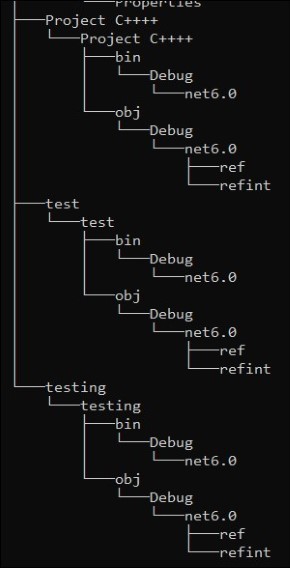 Properties
Project C++++
Project C++++
bin
Debug
net6.0
obj
Debug
net6.0
ref
refint
test
test
bin
Debug
net6.0
obj
Debug
net6.0
ref
refint
testing
testing
bin
Debug
net6.0
obj
Debug
net6.0
ref
refint